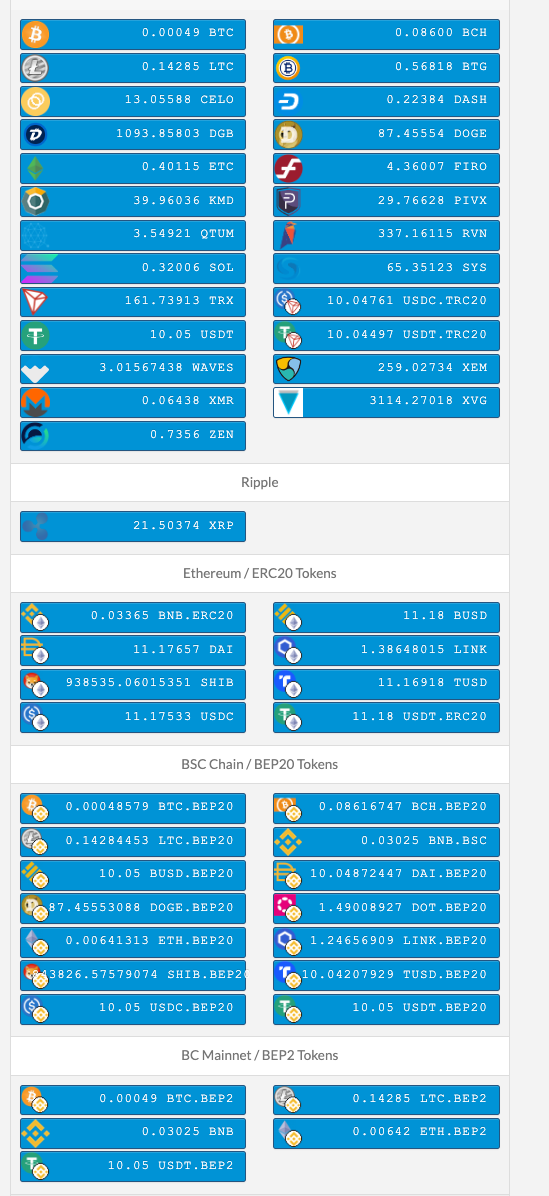 0.00049 BTC
0.08600 BCH
0.14285 LTC
0.56818 BTG
13.05588 CELO
0.22384 DASH
1093.85803 DGB
87.45554 DOGE
0.40115 ETC
4.36007 FIRO
39.96036 KMD
29.76628 PIVX
3.54921 QTUM
337.16115 RVN
0.32006 SOL
65.35123 SYS
161.73913 TRX
10.04761 USDC.TRC20
10.05 USDT
10.04497 USDT.TRC20
3.01567438 WAVES
259.02734 XEM
0.06438 XMR
3114.27018 XVG
0.7356 ZEN
Ripple
21.50374 XRP
Ethereum / ERC20 Tokens
0.03365 BNB.ERC20
11.18 BUSD
11.17657 DAI
1.38648015 LINK
938535.06015351 SHIB
11.16918 TUSD
11.17533 USDC
11.18 USDT.ERC20
BSC Chain / BEP20 Tokens
0.00048579 BTC.BEP20
0.08616747 BCH.BEP20
0.14284453 LTC.BEP20
0.03025 BNB.BSC
10.05 BUSD.BEP20
10.04872447 DAI.BEP20
87.45553088 DOGE.BEP20
1.49008927 DOT.BEP20
0.00641313 ETH.BEP20
1.24656909 LINK.BEP20
43826.57579074 SHIB.BEP20
10.04207929 TUSD.BEP20
10.05 USDC.BEP20
10.05 USDT.BEP20
BC Mainnet / BEP2 Tokens
0.00049 BTC.BEP2
0.14285 LTC.BEP2
0.03025 BNB
0.00642 ETH.BEP2
10.05 USDT.BEP2